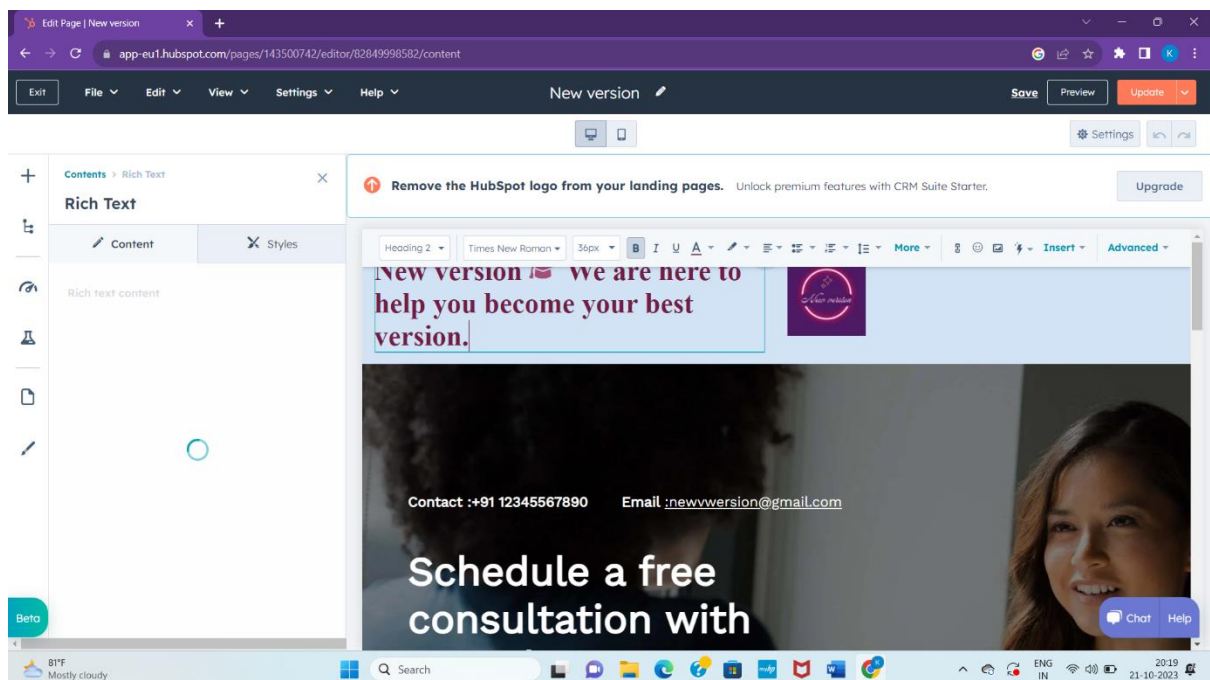 Edit Page | New version
app-eu1.hubspot.com/pages/143500742/editor/82849998582/content
Exit File Edit View Settings Help New version Save Preview Update
Settings
Contents > Rich Text
Rich Text
Content Styles
Rich text content
Remove the HubSpot logo from your landing pages. Unlock premium features with CRM Suite Starter. Upgrade
Heading 2 Times New Roman 36px B I U A More Insert Advanced
New version We are here to
help you become your best
version.
New version
Contact :+91 12345567890 Email :newvwersion@gmail.com
Schedule a free
consultation with
Beta
Chat Help
81°F
Mostly cloudy
Search
ENG
IN
20:19
21-10-2023